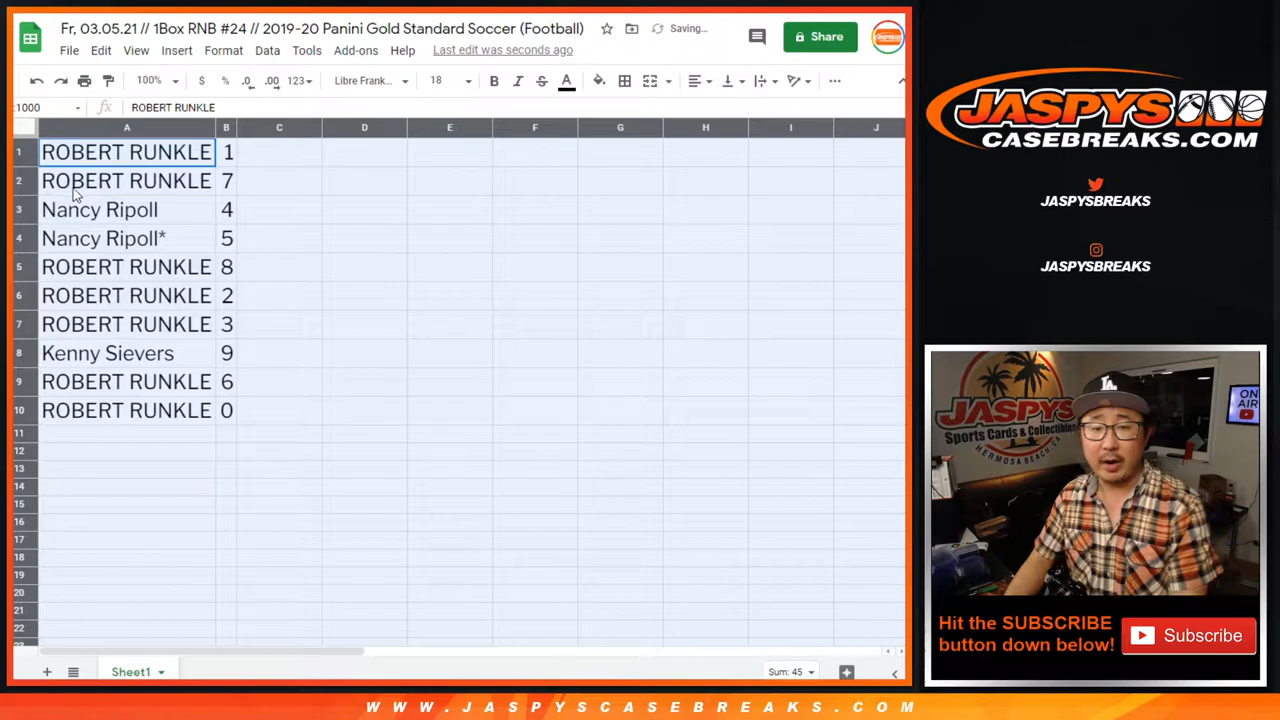 Fr, 03.05.21 // 1Box RNB #24 // 2019-20 Panini Gold Standard Soccer (Football)
Saving...
File Edit View Insert Format Data Tools Add-ons Help Last edit was seconds ago
Share
100% $ % .0 .00 123 Libre Frank... 18 B I S A
:1000 fx ROBERT RUNKLE
A B C D E F G H I J
1 ROBERT RUNKLE 1
2 ROBERT RUNKLE 7
3 Nancy Ripoll 4
4 Nancy Ripoll* 5
5 ROBERT RUNKLE 8
6 ROBERT RUNKLE 2
7 ROBERT RUNKLE 3
8 Kenny Sievers 9
9 ROBERT RUNKLE 6
10 ROBERT RUNKLE 0
11
12
13
14
15
16
17
18
19
20
21
22
Sheet1
Sum: 45
JASPYS
CASEBREAKS.COM
JASPYSBREAKS
JASPYSBREAKS
JASPYS
Sports Cards & Collectibles
HERMOSA BEACH,
LA
ON
AIR
Hit the SUBSCRIBE
button down below!
Subscribe
WWW.JASPYSCASEBREAKS.COM